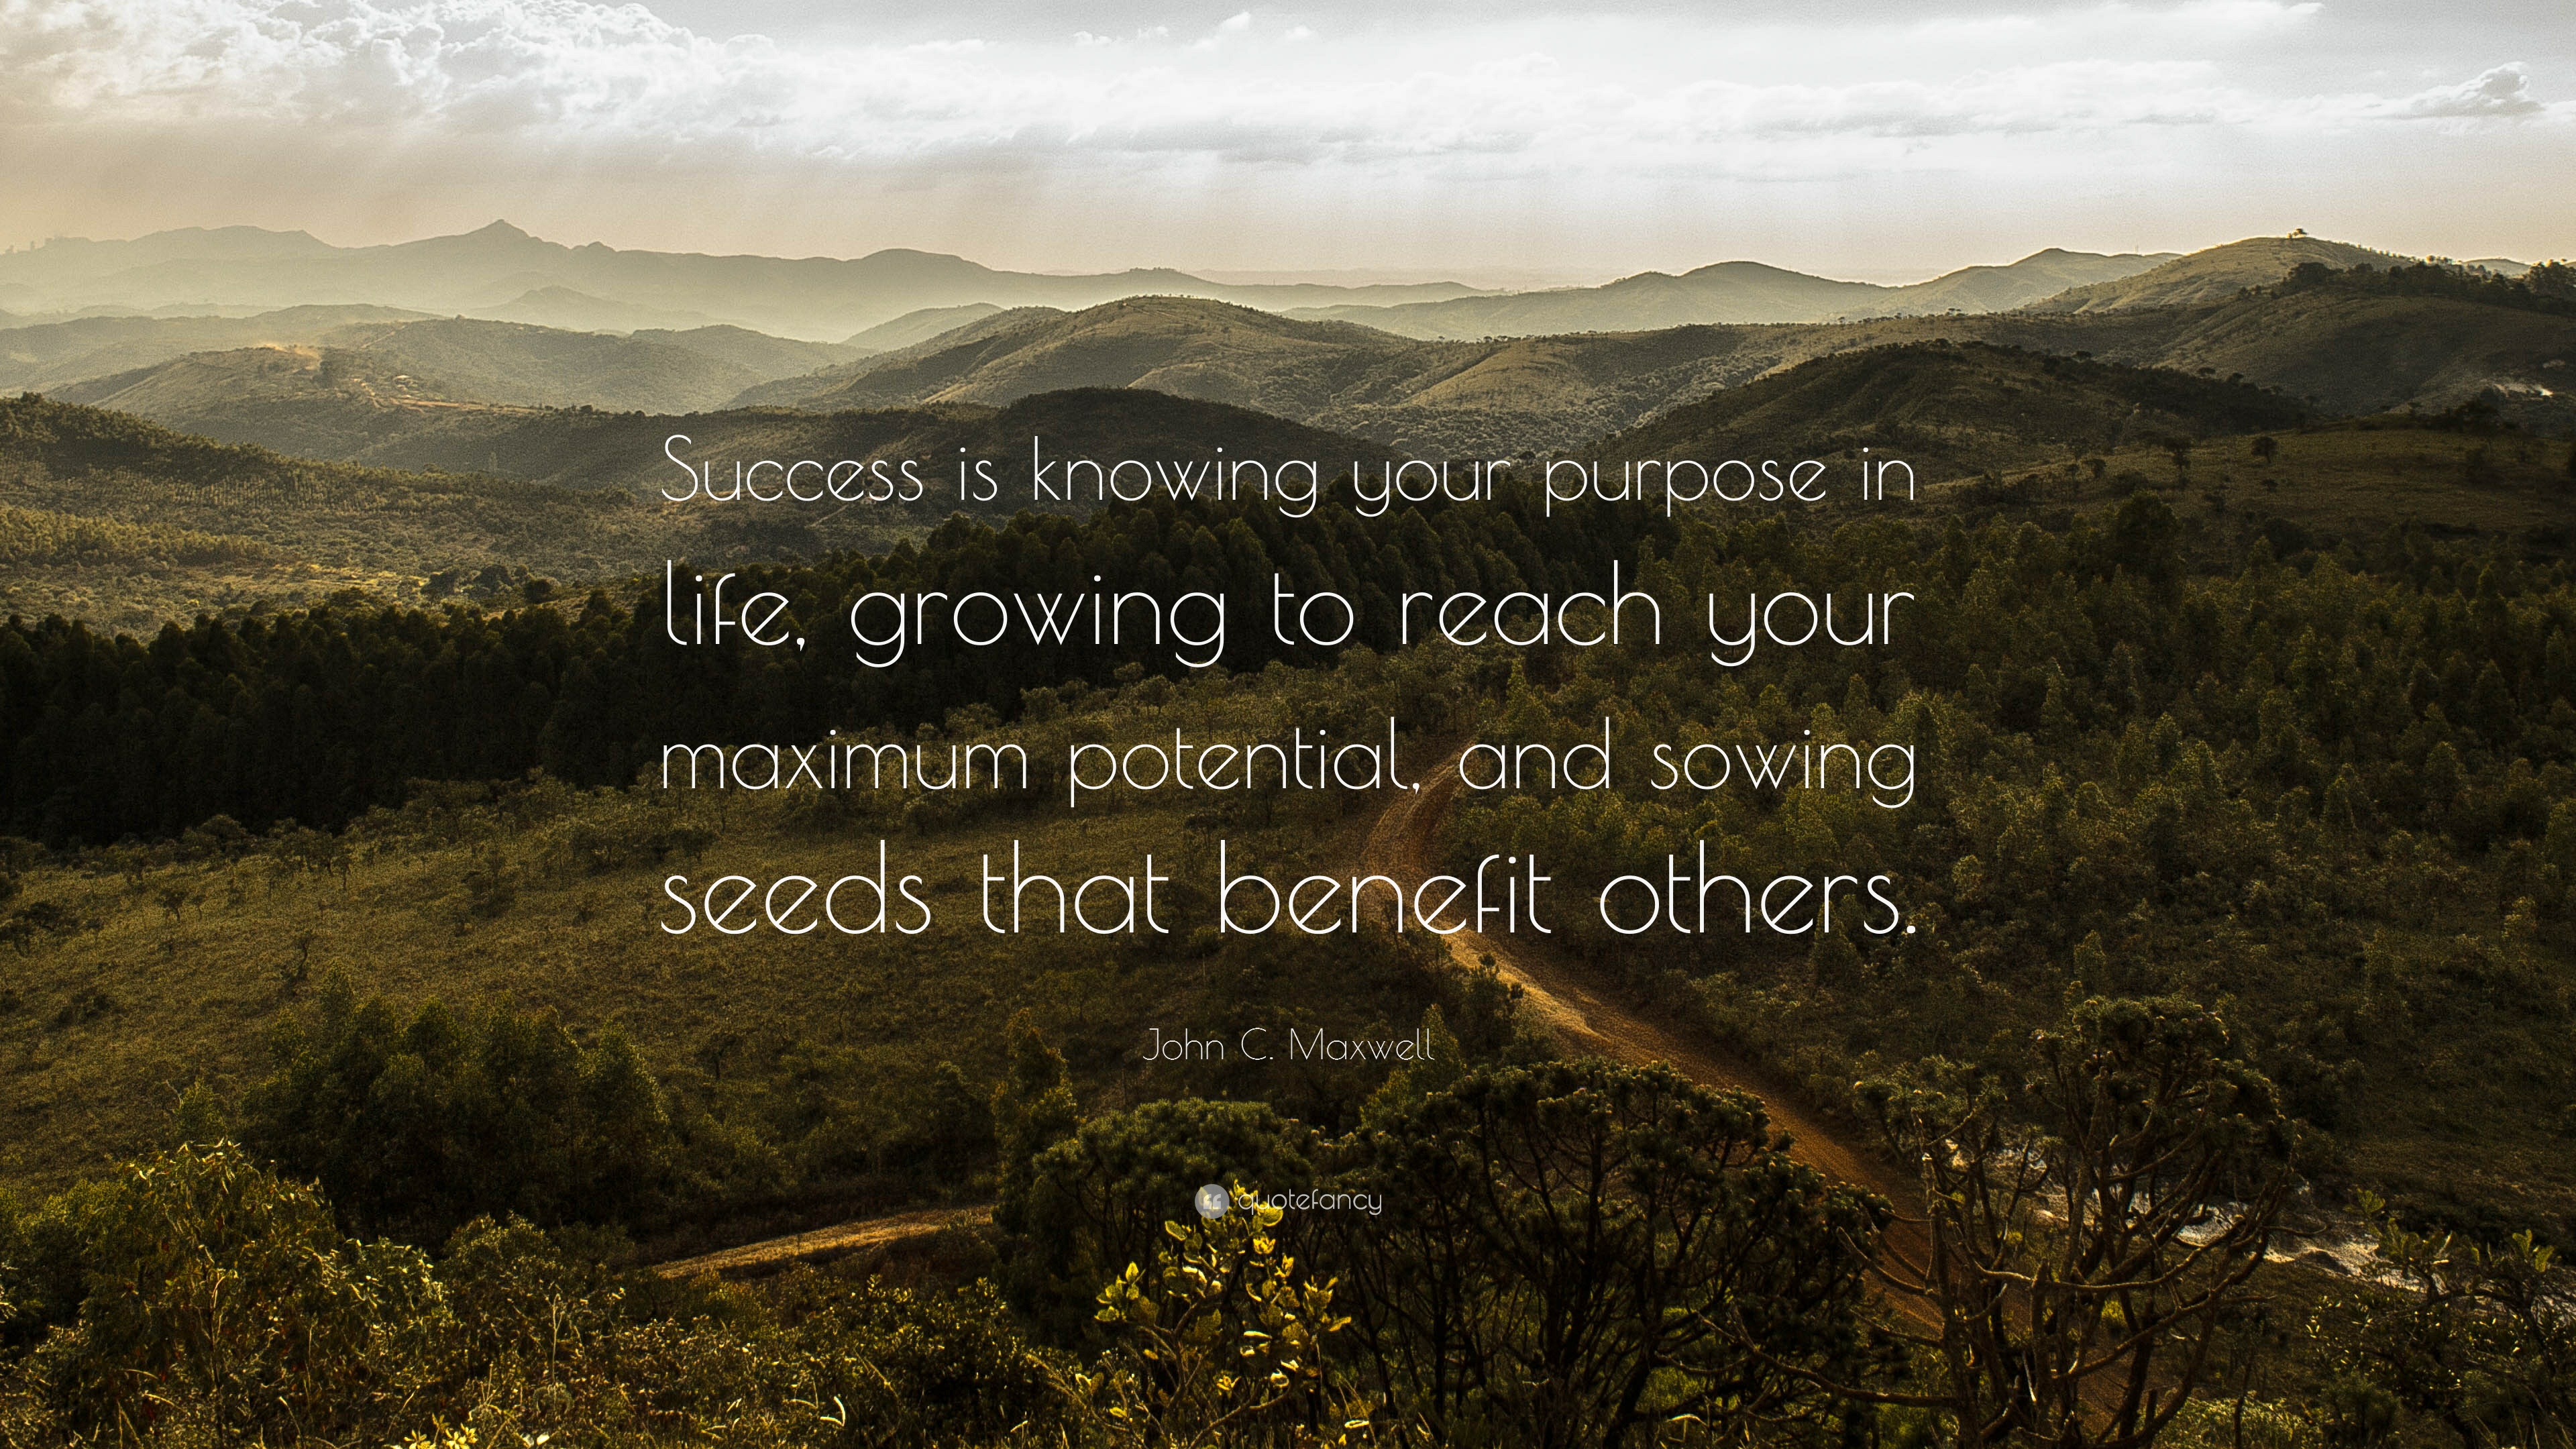 Success is knowing your purpose in
life, growing to reach your
maximum potential, and sowing
seeds that benefit others.
John C. Maxwell
quotefancy